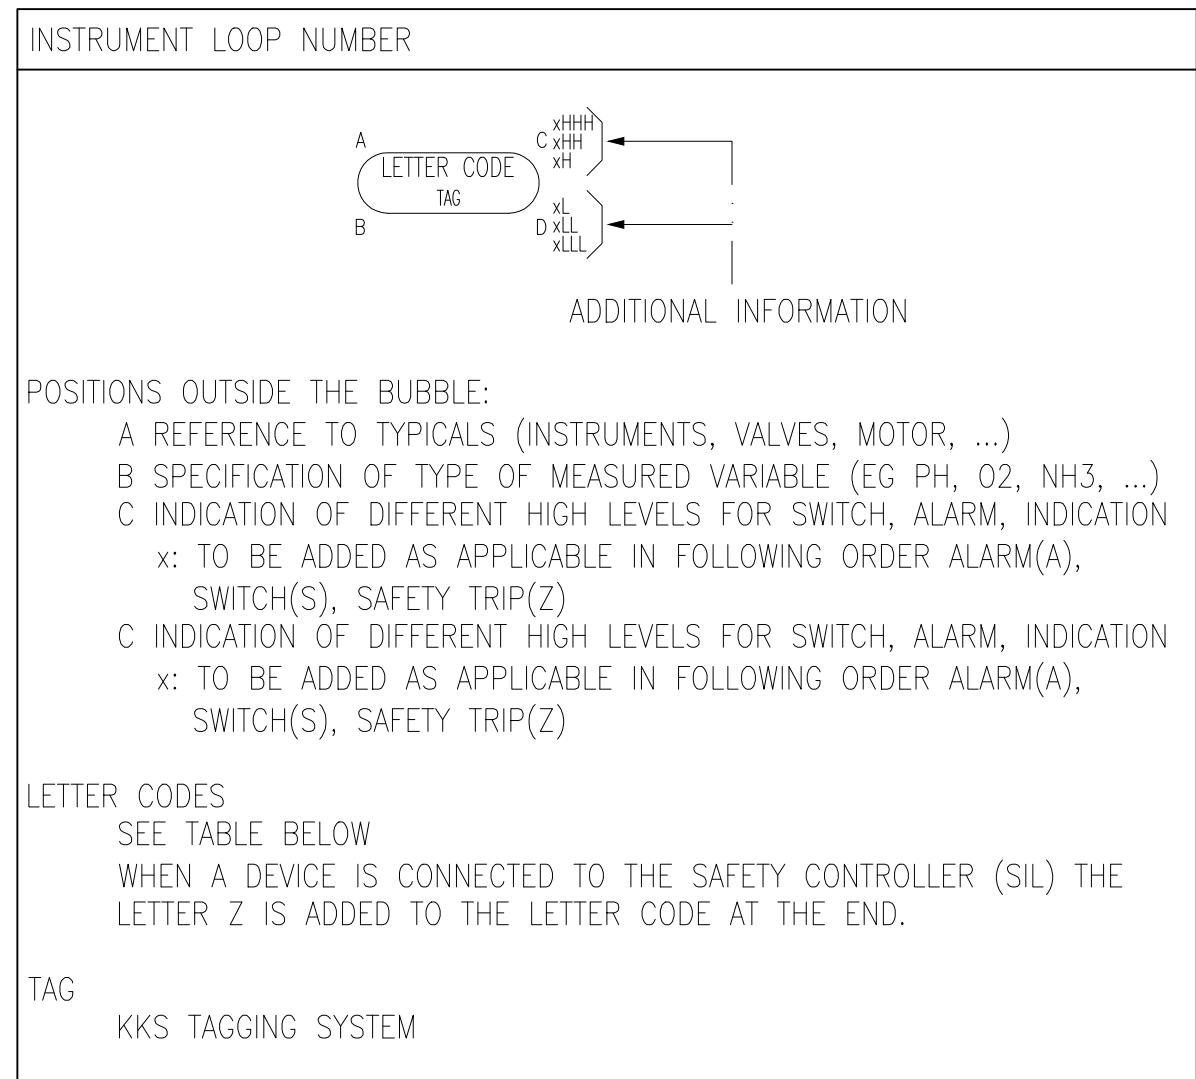 INSTRUMENT LOOP NUMBER
A
LETTER CODE
TAG
B
C xHHH
xHH
xH
D xL
xLL
xLLL
ADDITIONAL INFORMATION
POSITIONS OUTSIDE THE BUBBLE:
A REFERENCE TO TYPICALS (INSTRUMENTS, VALVES, MOTOR, ...)
B SPECIFICATION OF TYPE OF MEASURED VARIABLE (EG PH, O2, NH3, ...)
C INDICATION OF DIFFERENT HIGH LEVELS FOR SWITCH, ALARM, INDICATION
x: TO BE ADDED AS APPLICABLE IN FOLLOWING ORDER ALARM(A),
SWITCH(S), SAFETY TRIP(Z)
C INDICATION OF DIFFERENT HIGH LEVELS FOR SWITCH, ALARM, INDICATION
x: TO BE ADDED AS APPLICABLE IN FOLLOWING ORDER ALARM(A),
SWITCH(S), SAFETY TRIP(Z)
LETTER CODES
SEE TABLE BELOW
WHEN A DEVICE IS CONNECTED TO THE SAFETY CONTROLLER (SIL) THE
LETTER Z IS ADDED TO THE LETTER CODE AT THE END.
TAG
KKS TAGGING SYSTEM